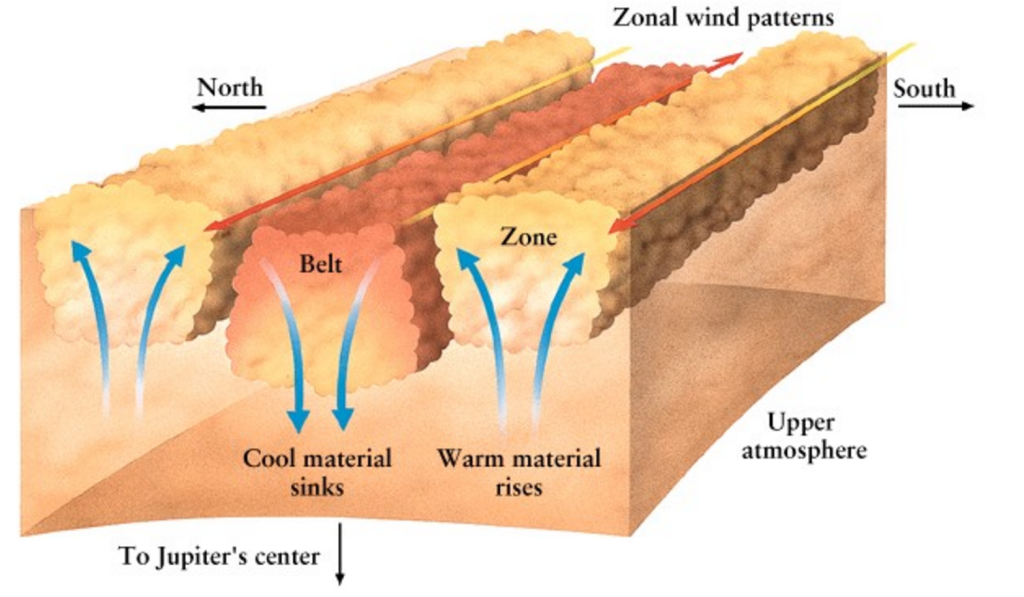 Zonal wind patterns
North
South
Belt
Zone
Cool material
sinks
Warm material
rises
Upper
atmosphere
To Jupiter's center